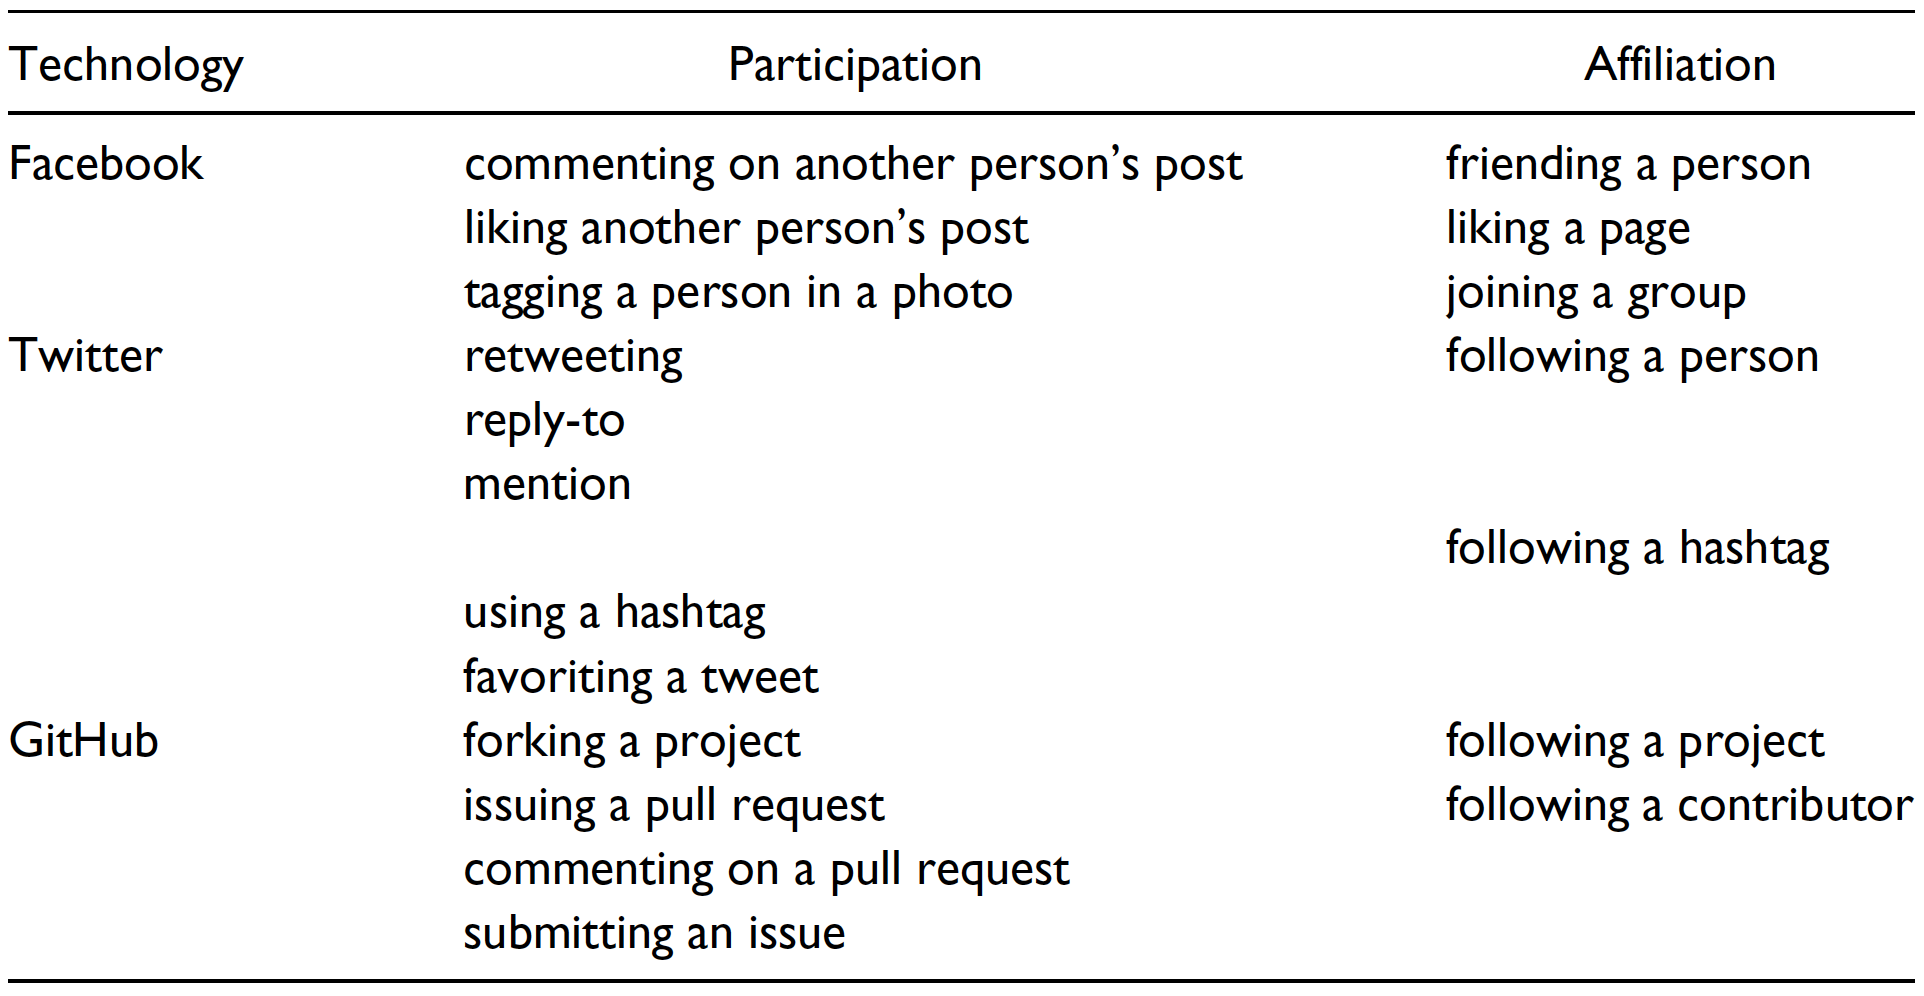 Technology Participation Affiliation
Facebook commenting on another person’s post friending a person
liking another person’s post liking a page
tagging a person in a photo joining a group
Twitter retweeting following a person
reply-to
mention
following a hashtag
using a hashtag
favoriting a tweet
GitHub forking a project following a project
issuing a pull request following a contributor
commenting on a pull request
submitting an issue